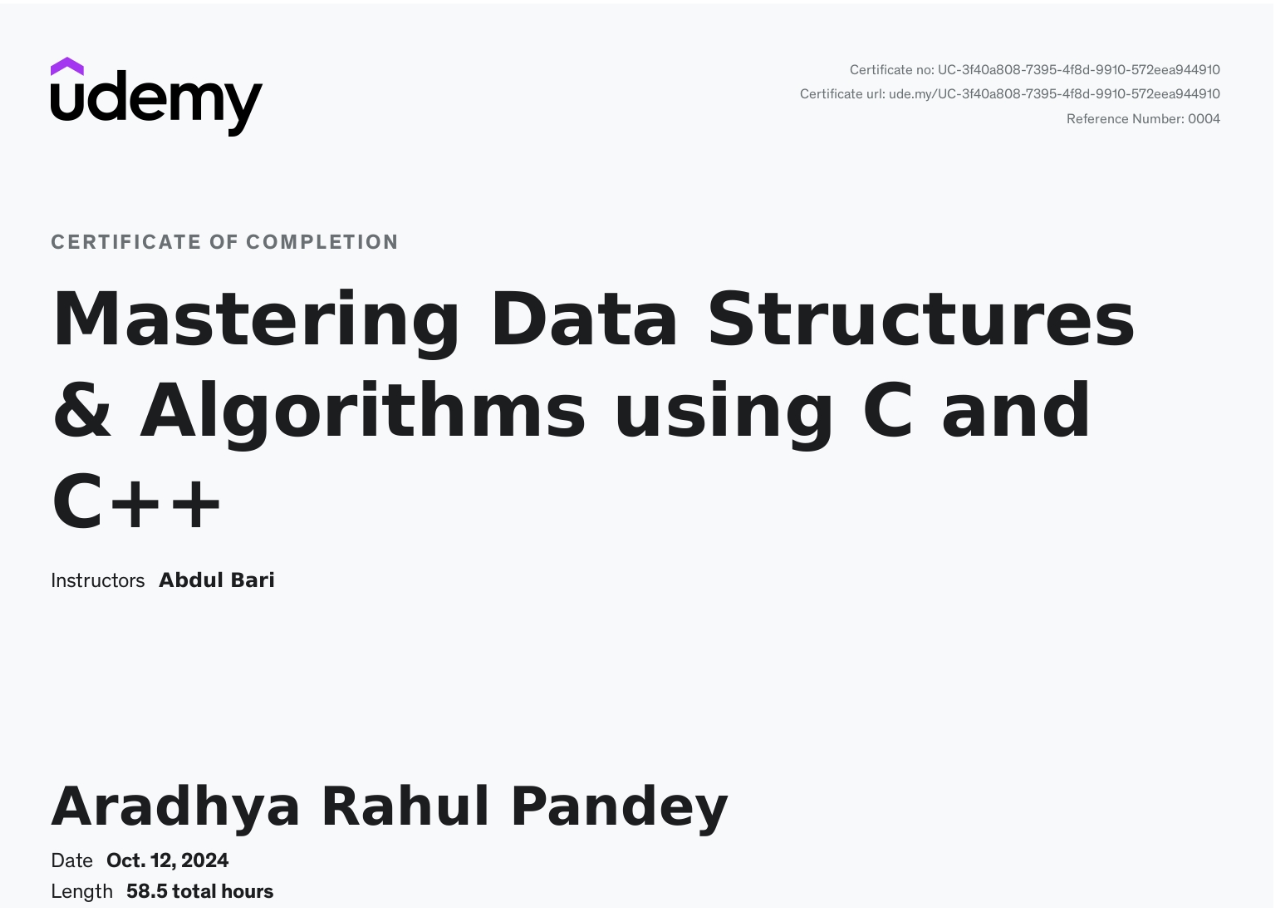 udemy
Certificate no: UC-3f40a808-7395-4f8d-9910-572eea944910
Certificate url: ude.my/UC-3f40a808-7395-4f8d-9910-572eea944910
Reference Number: 0004
CERTIFICATE OF COMPLETION
Mastering Data Structures
& Algorithms using C and
C++
Instructors Abdul Bari
Aradhya Rahul Pandey
Date Oct. 12, 2024
Length 58.5 total hours